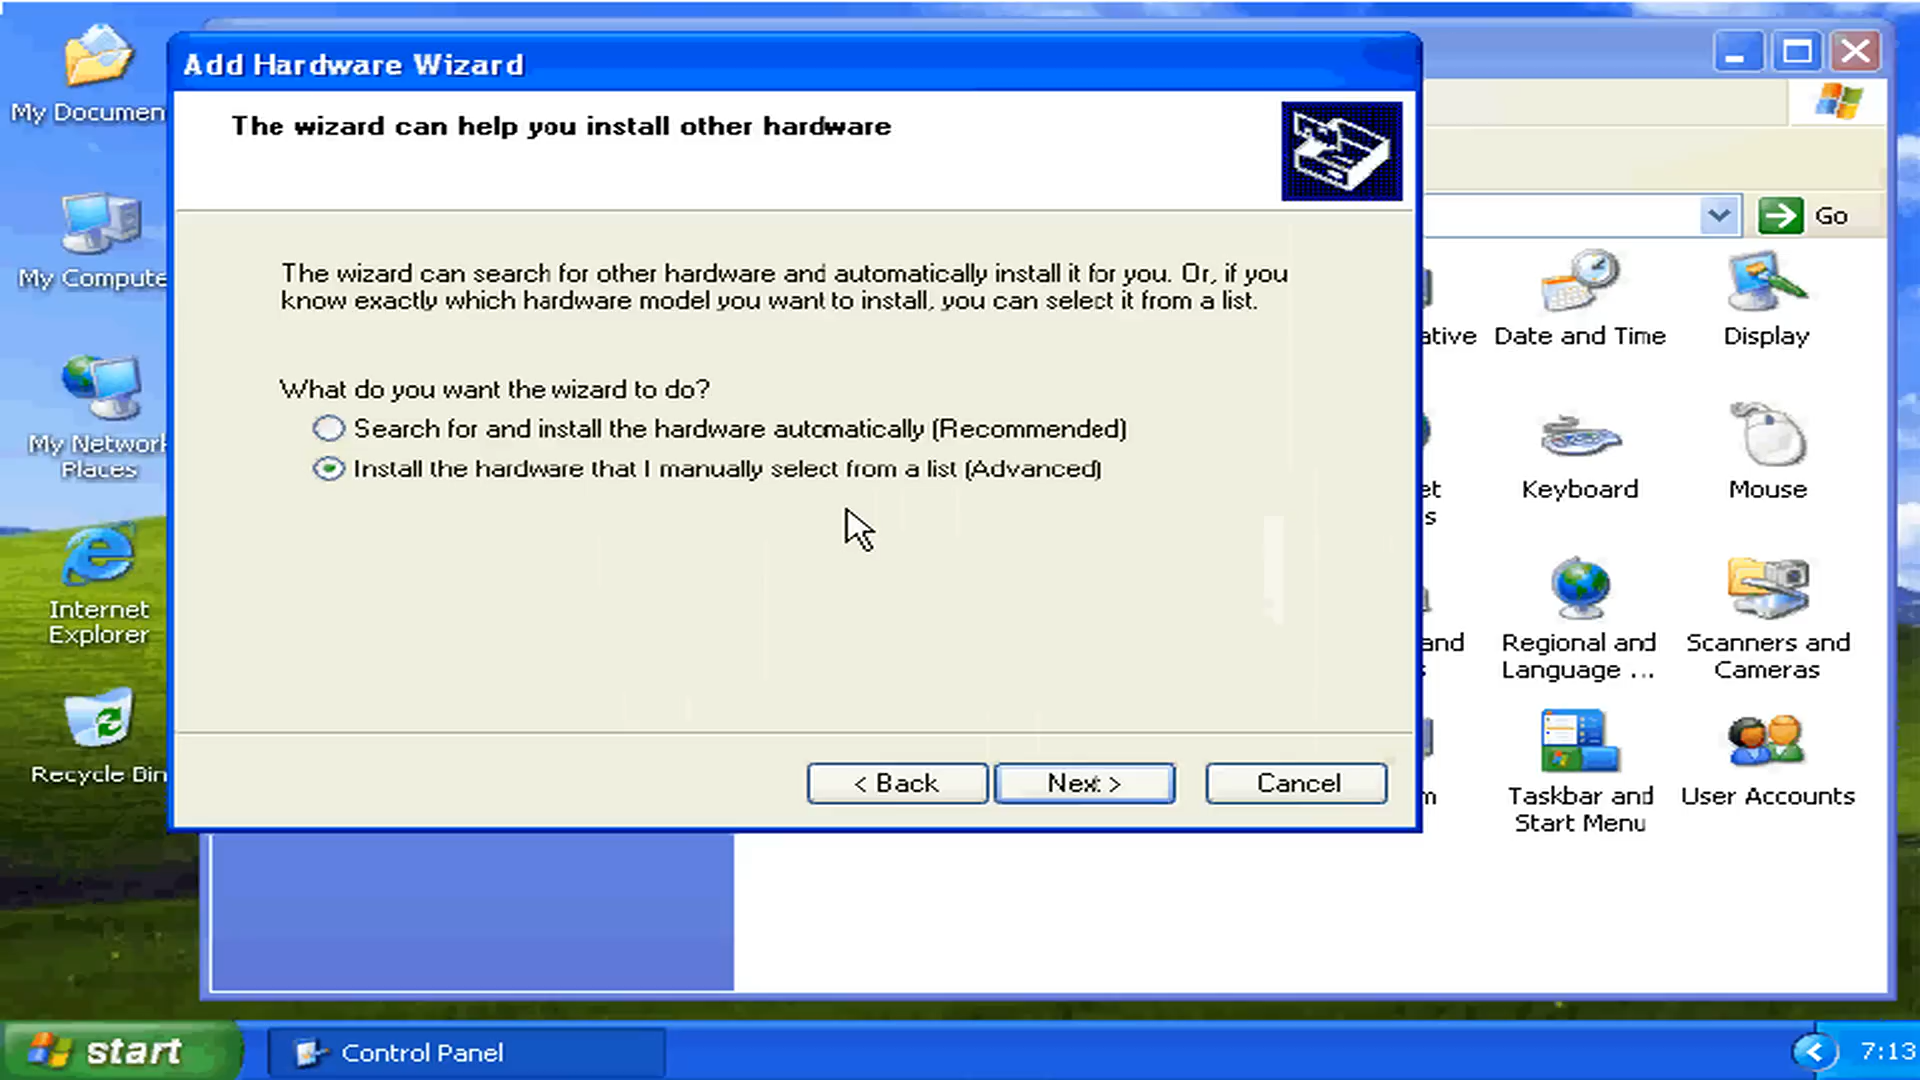 Add Hardware Wizard
The wizard can help you install other hardware
The wizard can search for other hardware and automatically install it for you. Or, if you
know exactly which hardware model you want to install, you can select it from a list.
What do you want the wizard to do?
Search for and install the hardware automatically (Recommended)
Install the hardware that I manually select from a list (Advanced)
< Back
Next >
Cancel
My Documen
My Compute
My Network
Places
Internet
Explorer
Recycle Bin
Go
ative
Date and Time
Display
et
s
Keyboard
Mouse
and
s
Regional and
Language ...
Scanners and
Cameras
m
Taskbar and
Start Menu
User Accounts
start
Control Panel
7:13